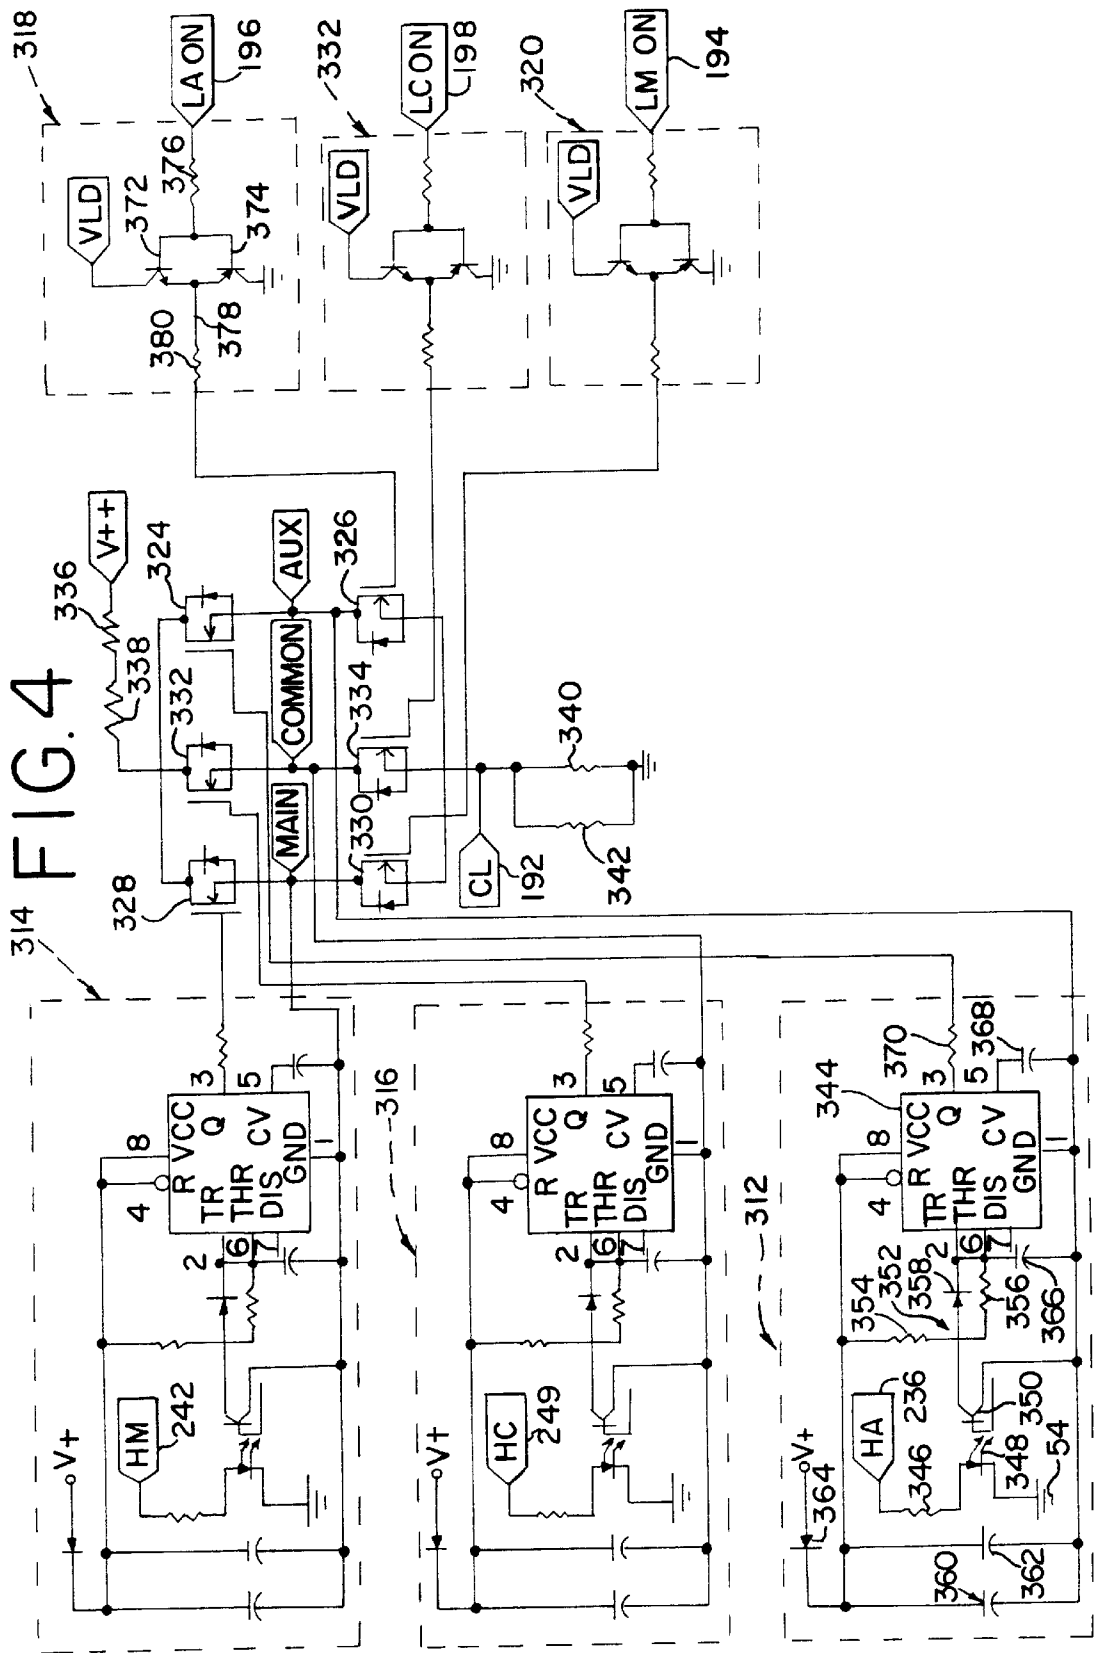 FIG. 4
314
V+
HM
242
4
8
R
VCC
TR
Q
3
THR
DIS
CV
5
GND
1
2
6
7
316
V+
HC
249
4
8
R
VCC
TR
Q
3
THR
DIS
CV
5
GND
1
2
6
7
312
364
V+
HA
236
346
348
350
54
360
362
354
352
358
356
366
4
8
344
R
VCC
TR
Q
3
370
THR
DIS
CV
5
368
GND
1
2
6
7
328
332
338
336
V++
324
MAIN
COMMON
AUX
330
334
326
CL
192
340
342
318
VLD
372
376
374
380
378
LA ON
196
332
VLD
LC ON
198
320
VLD
LM ON
194